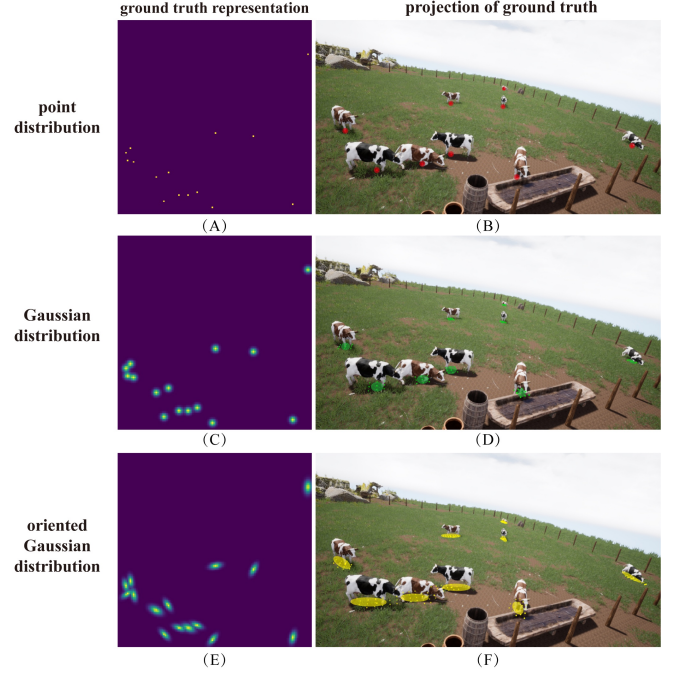 ground truth representation
projection of ground truth
point
distribution
(A)
(B)
Gaussian
distribution
(C)
(D)
oriented
Gaussian
distribution
(E)
(F)